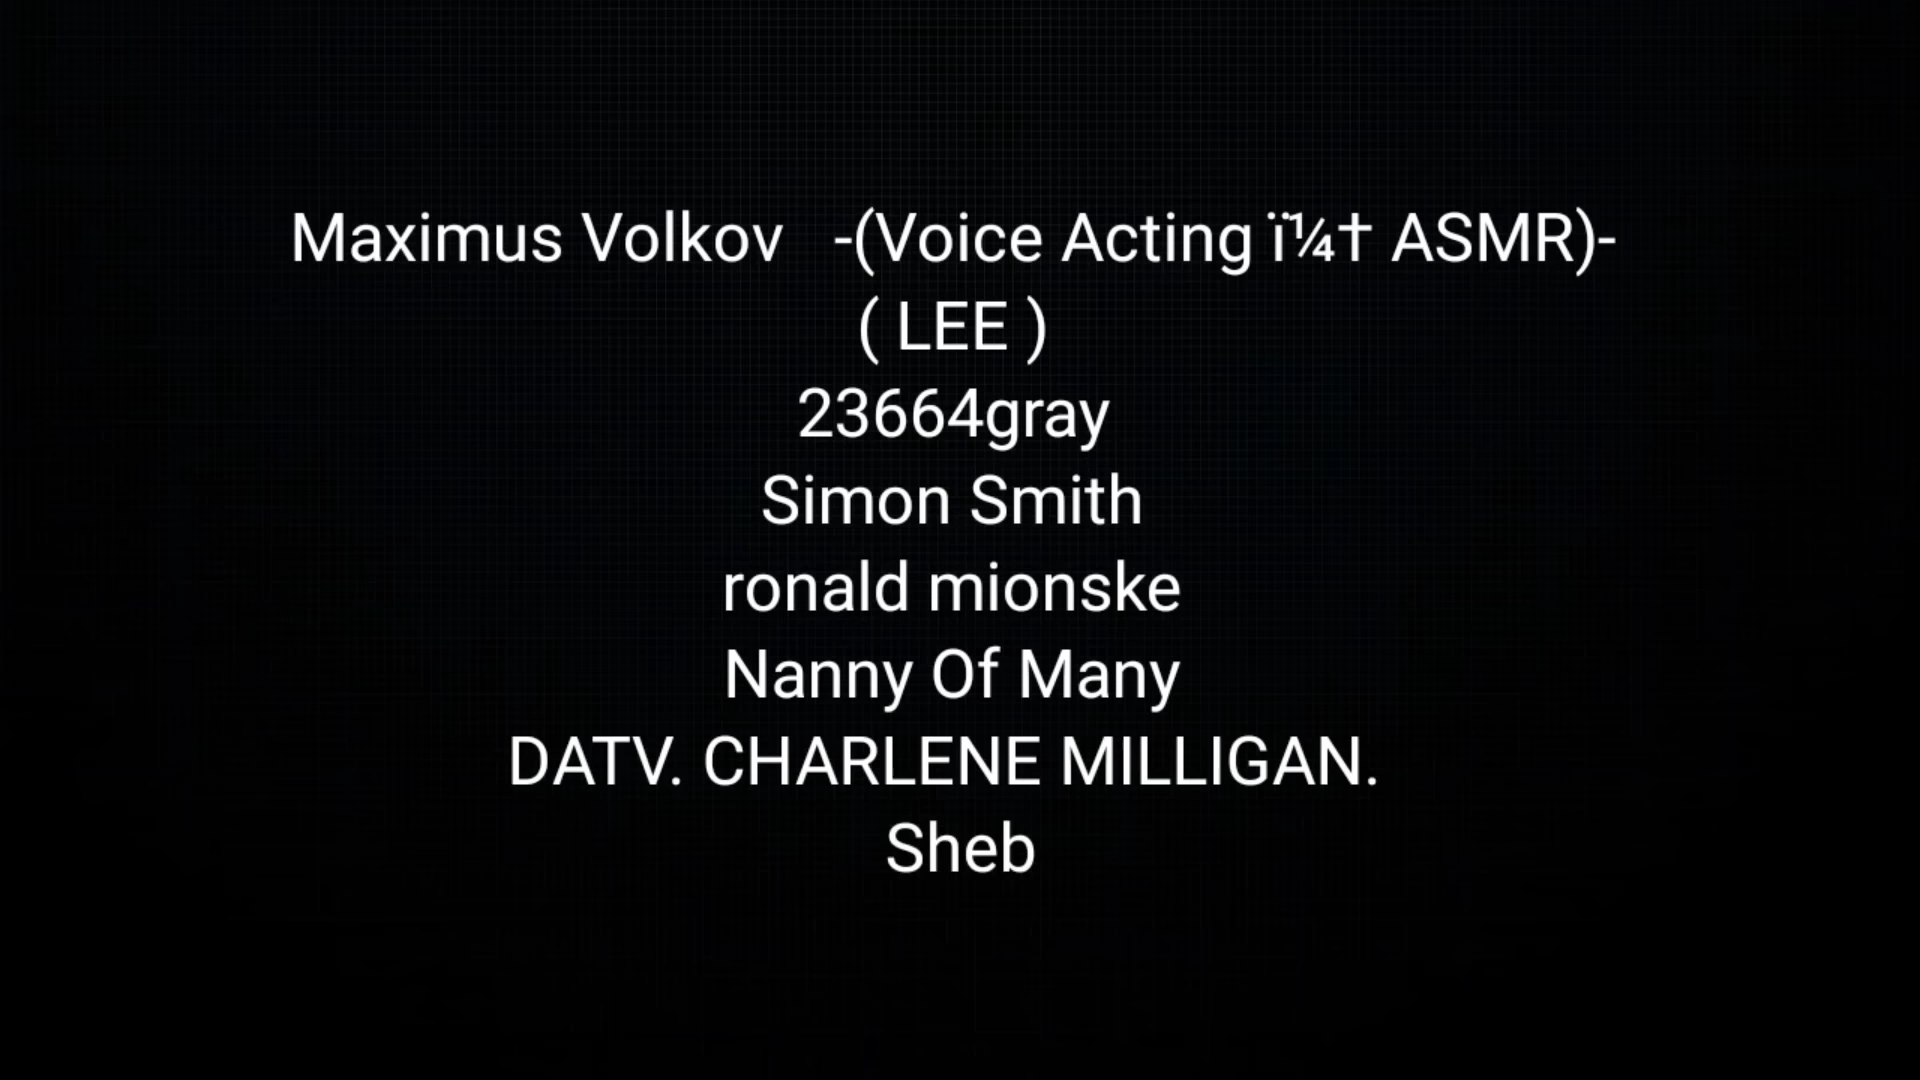 Maximus Volkov   -(Voice Acting ï¼† ASMR)-
( LEE )
23664gray
Simon Smith
ronald mionske
Nanny Of Many
DATV. CHARLENE MILLIGAN.
Sheb